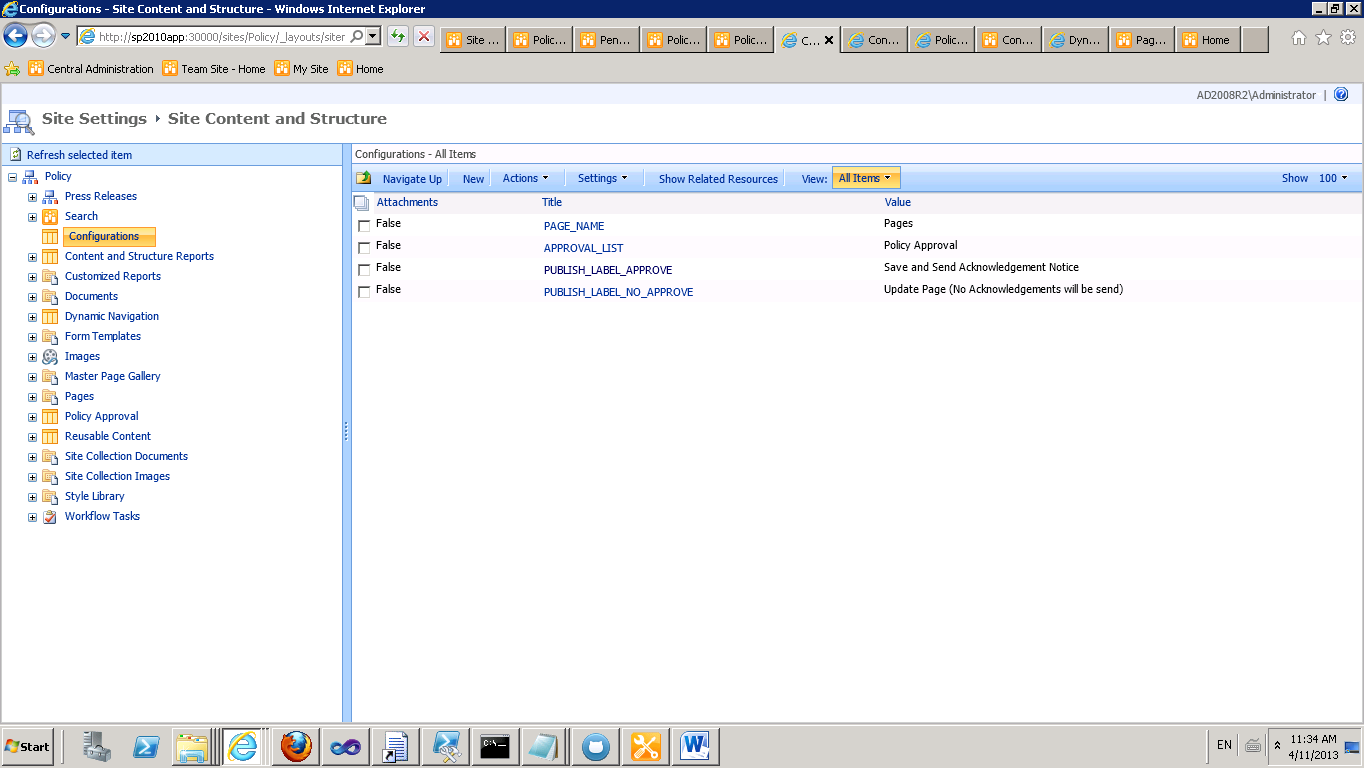 Configurations - Site Content and Structure - Windows Internet Explorer
http://sp2010app:30000/sites/Policy/_layouts/siter
Site ... Polic... Pen... Polic... Polic... C... Con... Polic... Con... Dyn... Pag... Home
Central Administration Team Site - Home My Site Home
AD2008R2\Administrator |
Site Settings Site Content and Structure
Refresh selected item
Configurations - All Items
Navigate Up New Actions Settings Show Related Resources View: All Items Show 100
Policy
Press Releases
Search
Configurations
Content and Structure Reports
Customized Reports
Documents
Dynamic Navigation
Form Templates
Images
Master Page Gallery
Pages
Policy Approval
Reusable Content
Site Collection Documents
Site Collection Images
Style Library
Workflow Tasks
Attachments Title Value
False PAGE_NAME Pages
False APPROVAL_LIST Policy Approval
False PUBLISH_LABEL_APPROVE Save and Send Acknowledgement Notice
False PUBLISH_LABEL_NO_APPROVE Update Page (No Acknowledgements will be send)
Start
EN
11:34 AM
4/11/2013